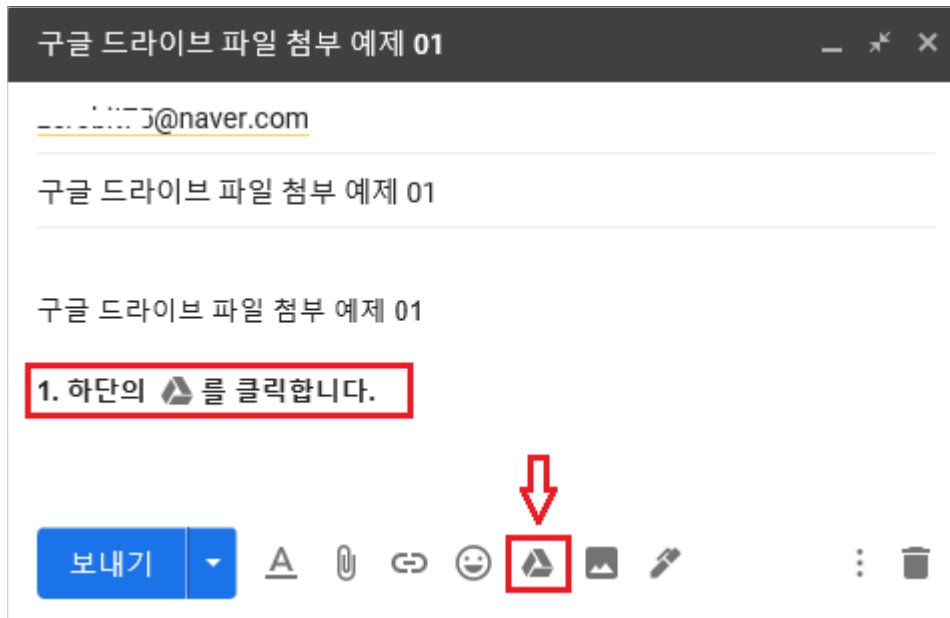 구글 드라이브 파일 첨부 예제 01
@naver.com
구글 드라이브 파일 첨부 예제 01
구글 드라이브 파일 첨부 예제 01
1. 하단의 를 클릭합니다.
보내기